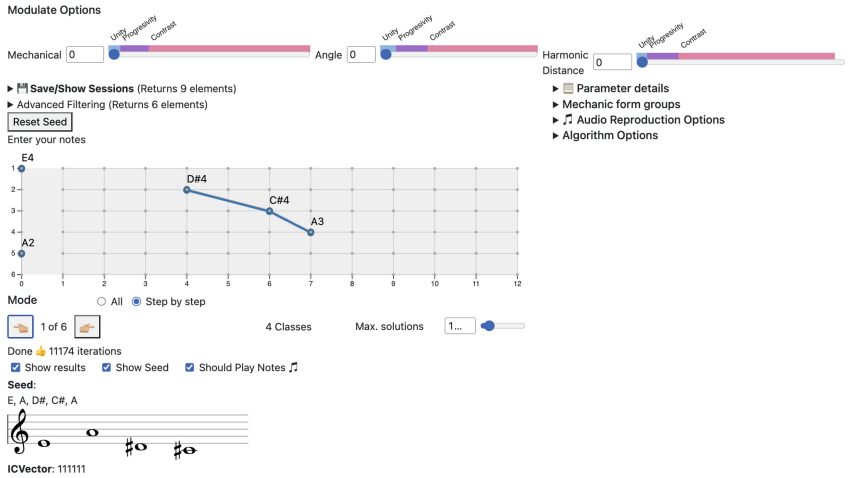 Modulate Options
Unity Progresivity Contrast
Unity Progresivity Contrast
Unity Progresivity Contrast
Mechanical 0 Angle 0 Harmonic Distance 0
▶ 💾 Save/Show Sessions (Returns 9 elements)
▶ Advanced Filtering (Returns 6 elements)
Reset Seed
Enter your notes
▶ Parameter details
▶ Mechanic form groups
▶ 🎵 Audio Reproduction Options
▶ Algorithm Options
E4
1
D#4
2
C#4
3
A3
4
A2
5
6
0 1 2 3 4 5 6 7 8 9 10 11 12
Mode All Step by step
1 of 6 4 Classes Max. solutions 1...
Done 👍 11174 iterations
Show results Show Seed Should Play Notes 🎵
Seed:
E, A, D#, C#, A
ICVector: 111111